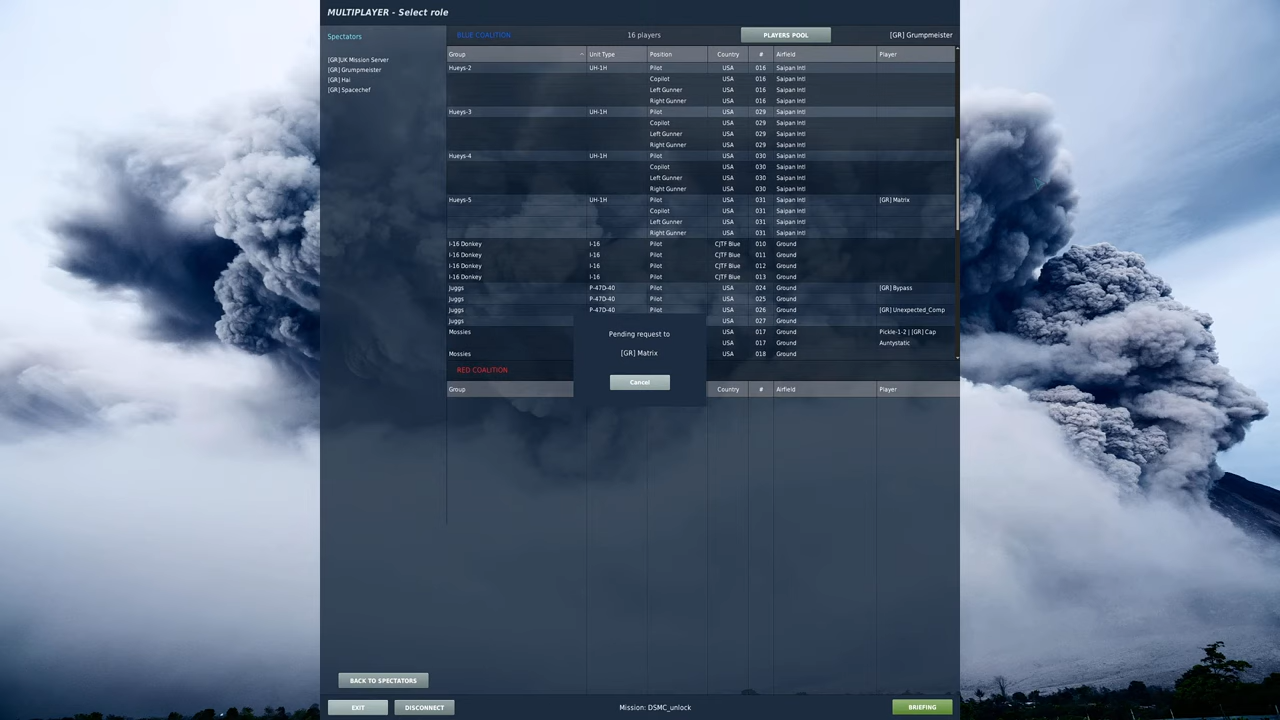 MULTIPLAYER - Select role
Spectators
[GR]UK Mission Server
[GR] Grumpmeister
[GR] Hai
[GR] Spacechef
BLUE COALITION 16 players PLAYERS POOL [GR] Grumpmeister
Group Unit Type Position Country # Airfield Player
Hueys-2 UH-1H Pilot USA 016 Saipan Intl
Copilot USA 016 Saipan Intl
Left Gunner USA 016 Saipan Intl
Right Gunner USA 016 Saipan Intl
Hueys-3 UH-1H Pilot USA 029 Saipan Intl
Copilot USA 029 Saipan Intl
Left Gunner USA 029 Saipan Intl
Right Gunner USA 029 Saipan Intl
Hueys-4 UH-1H Pilot USA 030 Saipan Intl
Copilot USA 030 Saipan Intl
Left Gunner USA 030 Saipan Intl
Right Gunner USA 030 Saipan Intl
Hueys-5 UH-1H Pilot USA 031 Saipan Intl [GR] Matrix
Copilot USA 031 Saipan Intl
Left Gunner USA 031 Saipan Intl
Right Gunner USA 031 Saipan Intl
I-16 Donkey I-16 Pilot CJTF Blue 010 Ground
I-16 Donkey I-16 Pilot CJTF Blue 011 Ground
I-16 Donkey I-16 Pilot CJTF Blue 012 Ground
I-16 Donkey I-16 Pilot CJTF Blue 013 Ground
Juggs P-47D-40 Pilot USA 024 Ground [GR] Bypass
Juggs P-47D-40 Pilot USA 025 Ground
Juggs P-47D-40 Pilot USA 026 Ground [GR] Unexpected_Comp
Juggs USA 027 Ground
Mossies USA 017 Ground Pickle-1-2 | [GR] Cap
USA 017 Ground Auntystatic
Mossies USA 018 Ground
Pending request to
[GR] Matrix
Cancel
RED COALITION
Group Country # Airfield Player
BACK TO SPECTATORS
EXIT DISCONNECT Mission: DSMC_unlock BRIEFING